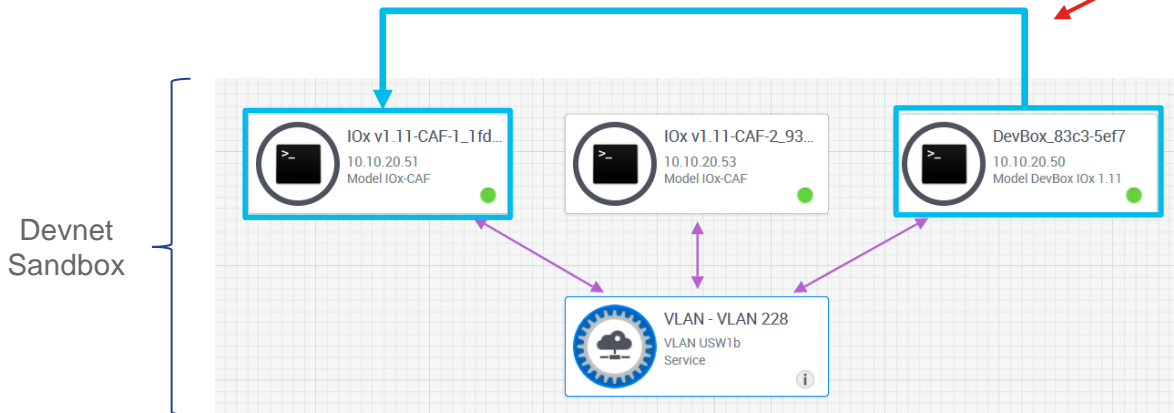 Devnet
Sandbox
IOx v1.11-CAF-1_1fd...
10.10.20.51
Model IOx-CAF
IOx v1.11-CAF-2_93...
10.10.20.53
Model IOx-CAF
DevBox_83c3-5ef7
10.10.20.50
Model DevBox IOx 1.11
VLAN - VLAN 228
VLAN USW1b
Service